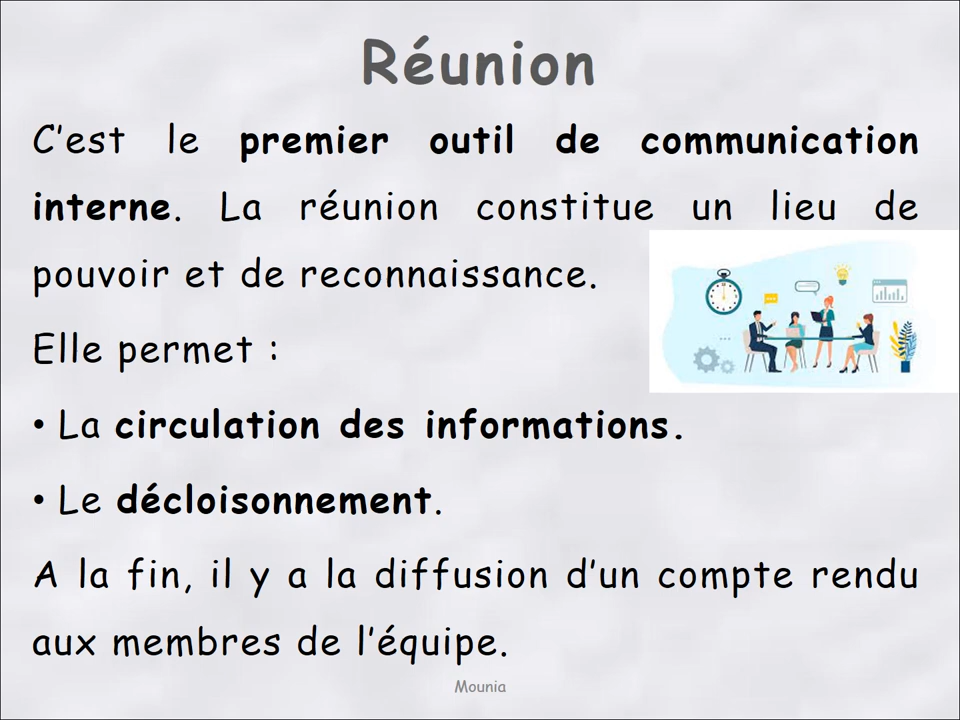 Réunion
C'est le premier outil de communication
interne. La réunion constitue un lieu de
pouvoir et de reconnaissance.
Elle permet :
• La circulation des informations.
• Le décloisonnement.
A la fin, il y a la diffusion d'un compte rendu
aux membres de l'équipe.
Mounia